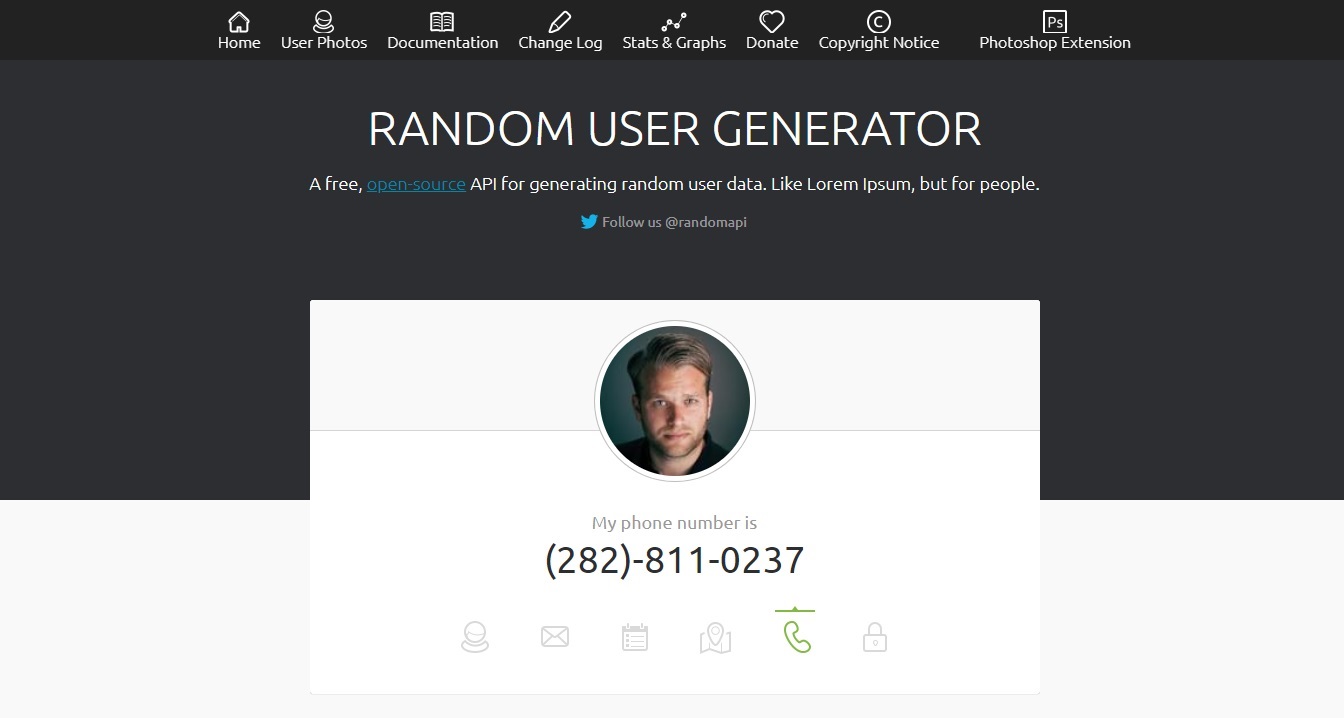 Home User Photos Documentation Change Log Stats & Graphs Donate Copyright Notice Photoshop Extension
Ps
RANDOM USER GENERATOR
A free, open-source API for generating random user data. Like Lorem Ipsum, but for people.
Follow us @randomapi
My phone number is
(282)-811-0237